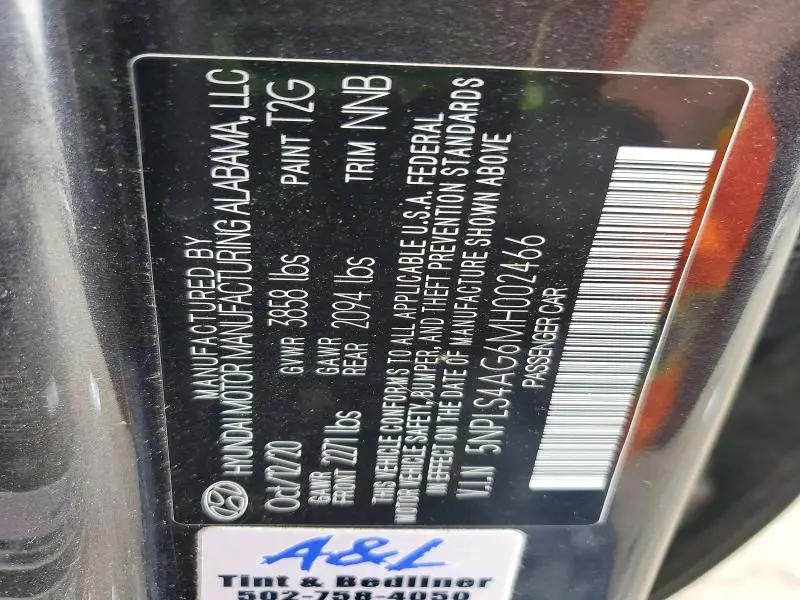 MANUFACTURED BY
HYUNDAI MOTOR MANUFACTURING ALABAMA, LLC
Oct/12/20 GVWR 3858 lbs PAINT T2G
GAWR FRONT 2271 lbs GAWR REAR 2094 lbs TRIM NNB
THIS VEHICLE CONFORMS TO ALL APPLICABLE U.S.A. FEDERAL
MOTOR VEHICLE SAFETY, BUMPER, AND THEFT PREVENTION STANDARDS
IN EFFECT ON THE DATE OF MANUFACTURE SHOWN ABOVE
V.I.N 5NPLS4AG6MH002466
PASSENGER CAR
A&L
Tint & Bedliner
502-758-4050